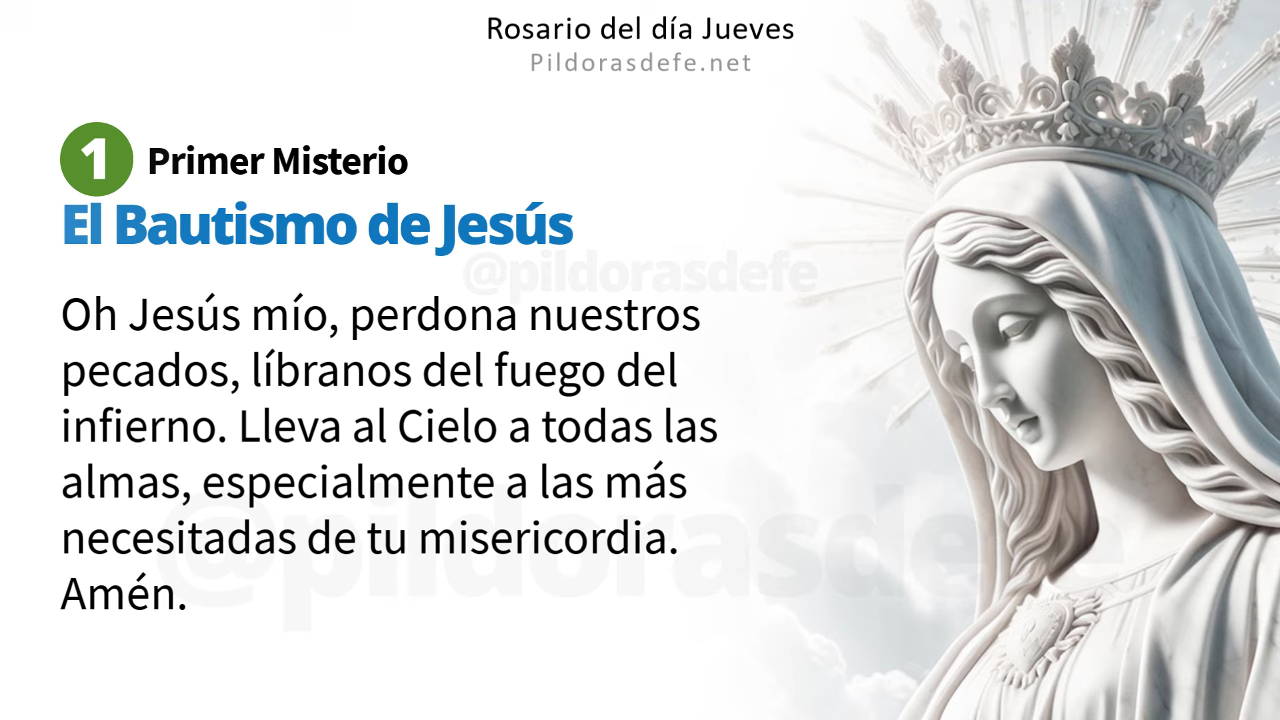 Rosario del día Jueves
Pildorasdefe.net
1 Primer Misterio
El Bautismo de Jesús
@pildorasdefe
Oh Jesús mío, perdona nuestros
pecados, líbranos del fuego del
infierno. Lleva al Cielo a todas las
almas, especialmente a las más
necesitadas de tu misericordia.
Amén.
@pildorasdefe